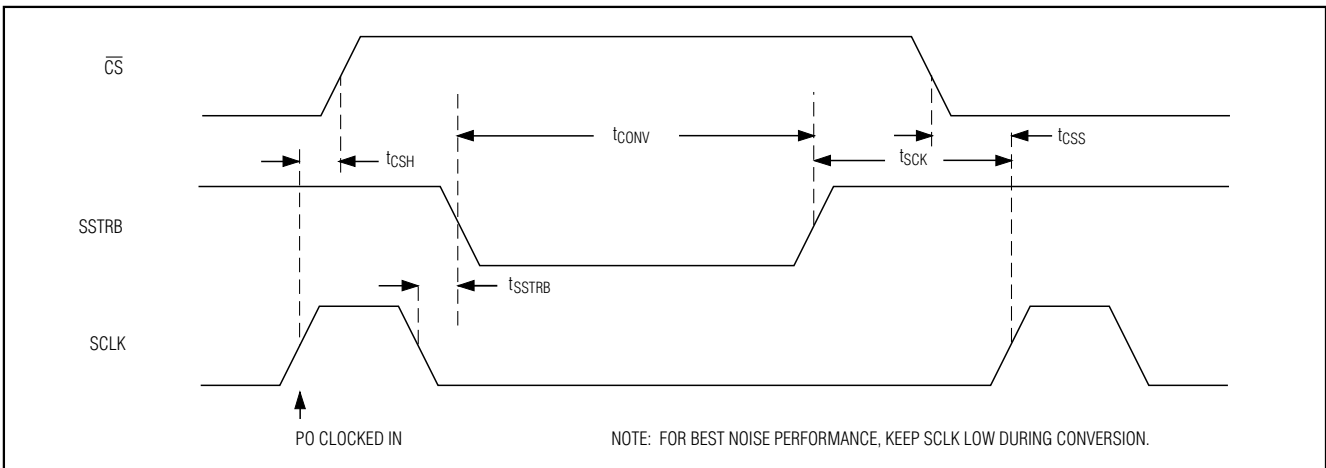 CS
tCONV
tCSS
tCSH
tSCK
SSTRB
tSSTRB
SCLK
PO CLOCKED IN
NOTE: FOR BEST NOISE PERFORMANCE, KEEP SCLK LOW DURING CONVERSION.